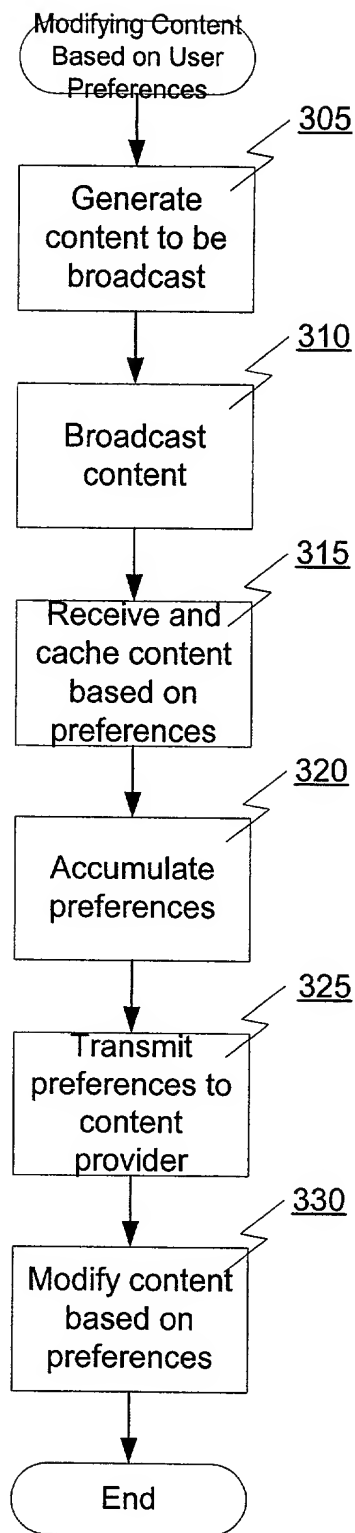 Modifying Content
Based on User
Preferences
305
Generate
content to be
broadcast
310
Broadcast
content
315
Receive and
cache content
based on
preferences
320
Accumulate
preferences
325
Transmit
preferences to
content
provider
330
Modify content
based on
preferences
End